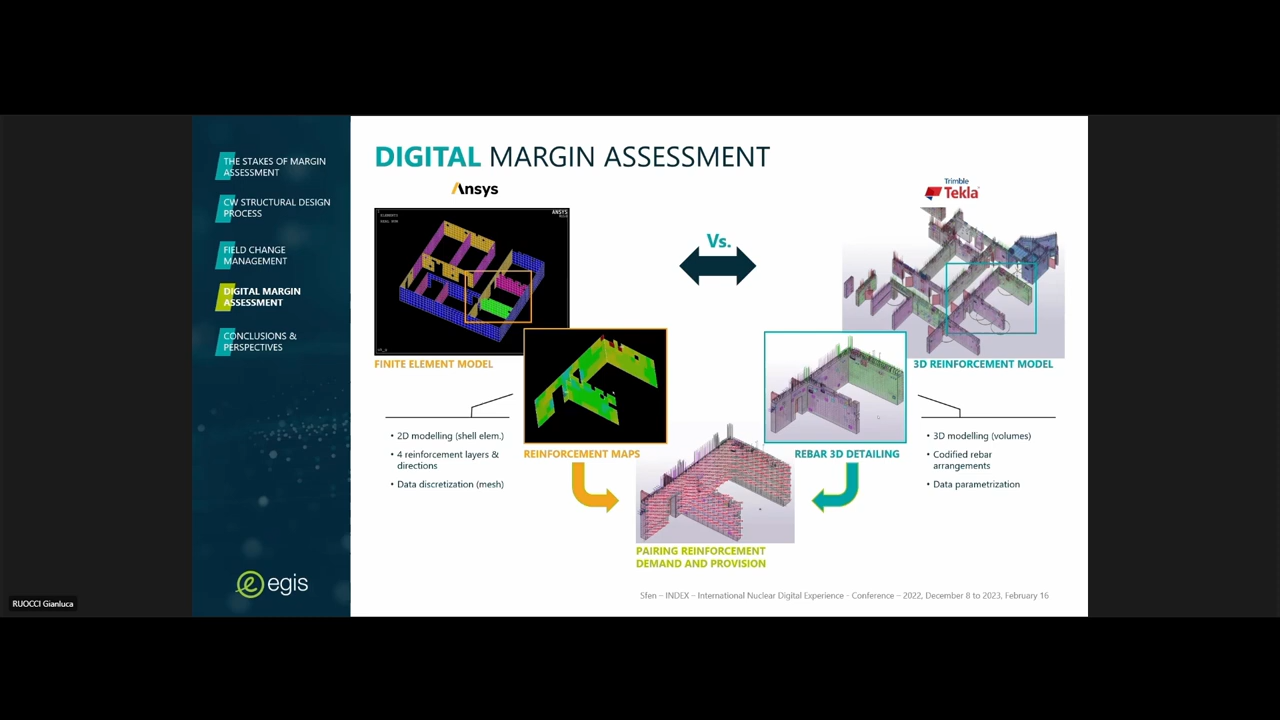 THE STAKES OF MARGIN
ASSESSMENT
CW STRUCTURAL DESIGN
PROCESS
FIELD CHANGE
MANAGEMENT
DIGITAL MARGIN
ASSESSMENT
CONCLUSIONS &
PERSPECTIVES
egis
RUOCCI Gianluca
DIGITAL MARGIN ASSESSMENT
Ansys
ELEMENTS
REAL NUM
ANSYS
FINITE ELEMENT MODEL
• 2D modelling (shell elem.)
• 4 reinforcement layers &
directions
• Data discretization (mesh)
REINFORCEMENT MAPS
Vs.
Trimble
Tekla
3D REINFORCEMENT MODEL
REBAR 3D DETAILING
• 3D modelling (volumes)
• Codified rebar
arrangements
• Data parametrization
PAIRING REINFORCEMENT
DEMAND AND PROVISION
Sfen – INDEX – International Nuclear Digital Experience - Conference – 2022, December 8 to 2023, February 16